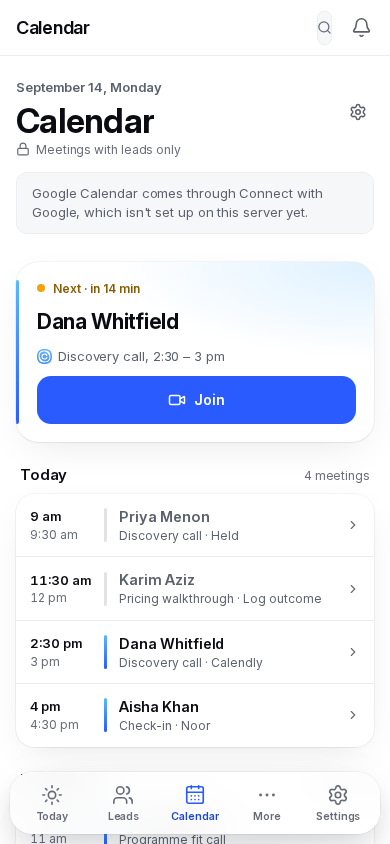 Calendar
September 14, Monday
Calendar
Meetings with leads only
Google Calendar comes through Connect with
Google, which isn't set up on this server yet.
Next · in 14 min
Dana Whitfield
Discovery call, 2:30 – 3 pm
Join
Today
4 meetings
9 am
Priya Menon
9:30 am
Discovery call · Held
11:30 am
Karim Aziz
12 pm
Pricing walkthrough · Log outcome
2:30 pm
Dana Whitfield
3 pm
Discovery call · Calendly
4 pm
Aisha Khan
4:30 pm
Check-in · Noor
Today
Leads
Calendar
More
Settings
11 am
Programme fit call